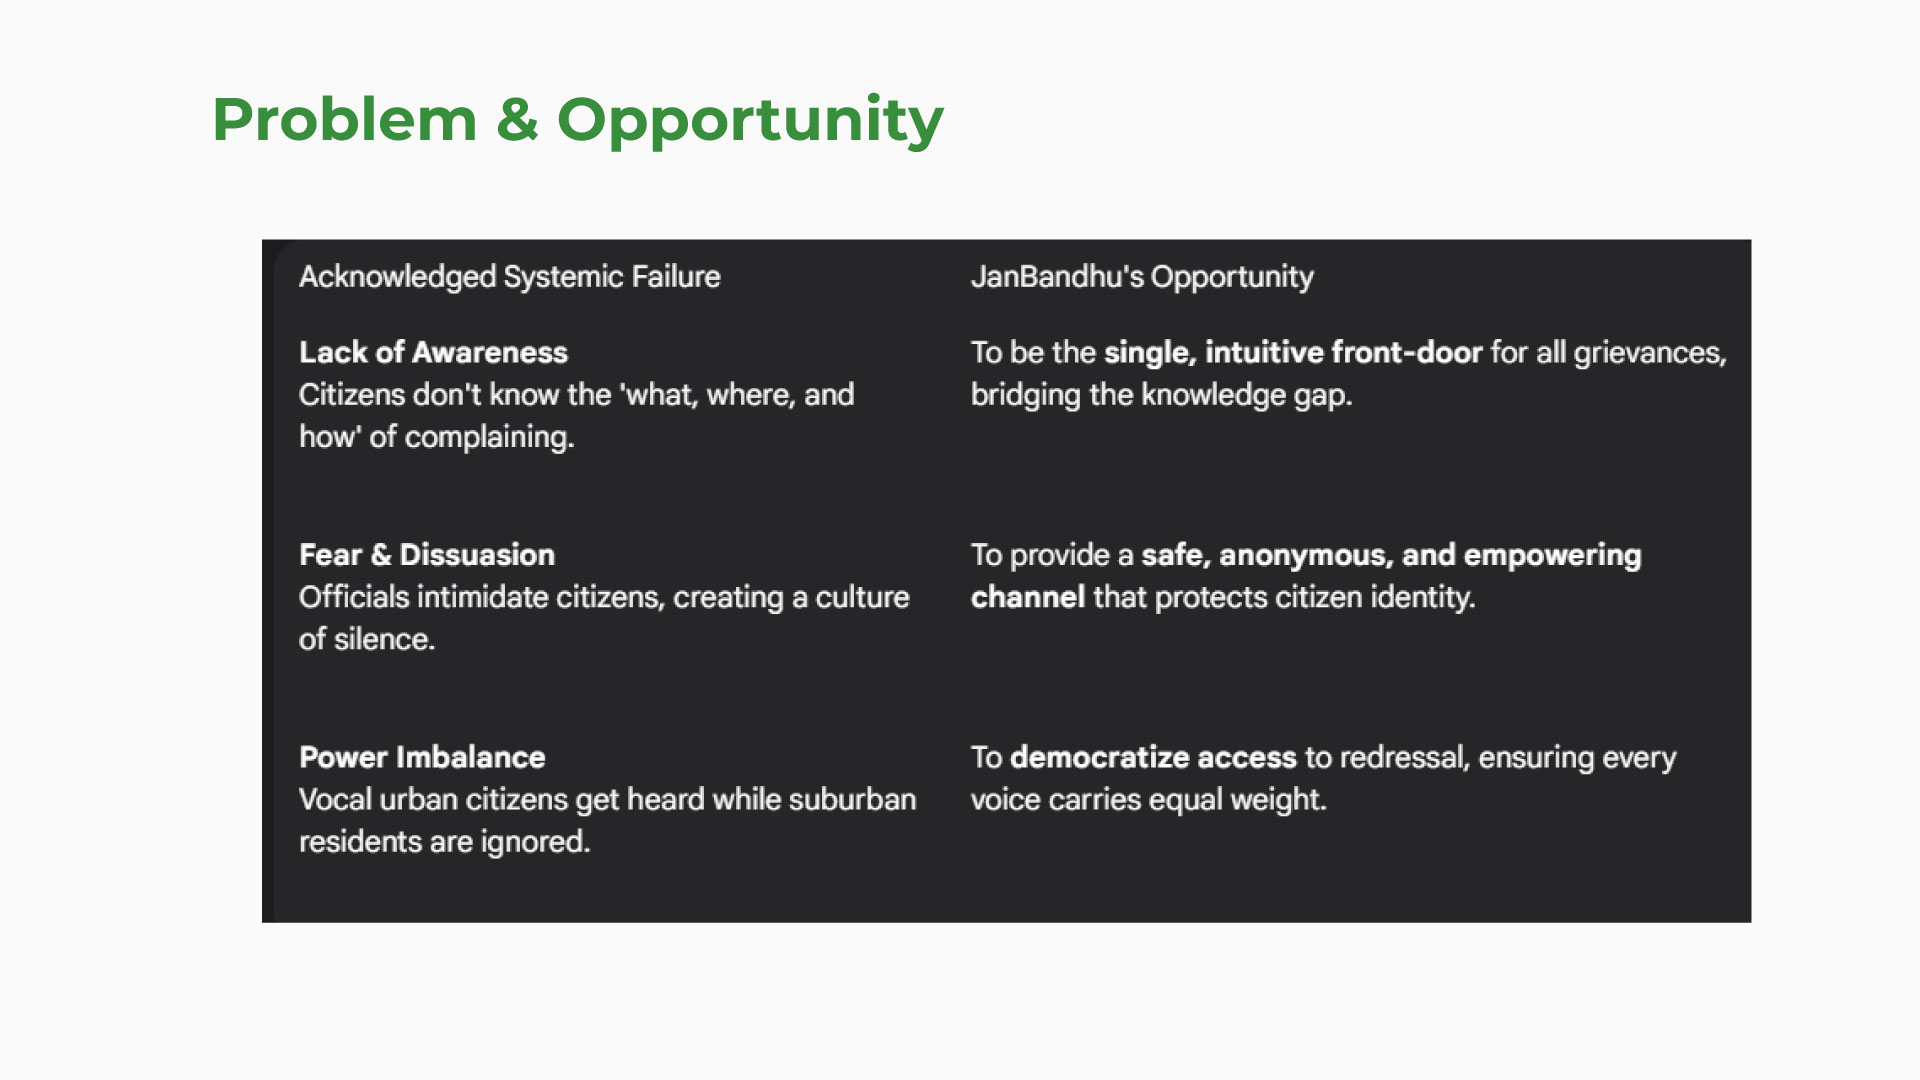 Problem & Opportunity
Acknowledged Systemic Failure
JanBandhu's Opportunity
Lack of Awareness
Citizens don't know the 'what, where, and
how' of complaining.
To be the single, intuitive front-door for all grievances,
bridging the knowledge gap.
Fear & Dissuasion
Officials intimidate citizens, creating a culture
of silence.
To provide a safe, anonymous, and empowering
channel that protects citizen identity.
Power Imbalance
Vocal urban citizens get heard while suburban
residents are ignored.
To democratize access to redressal, ensuring every
voice carries equal weight.